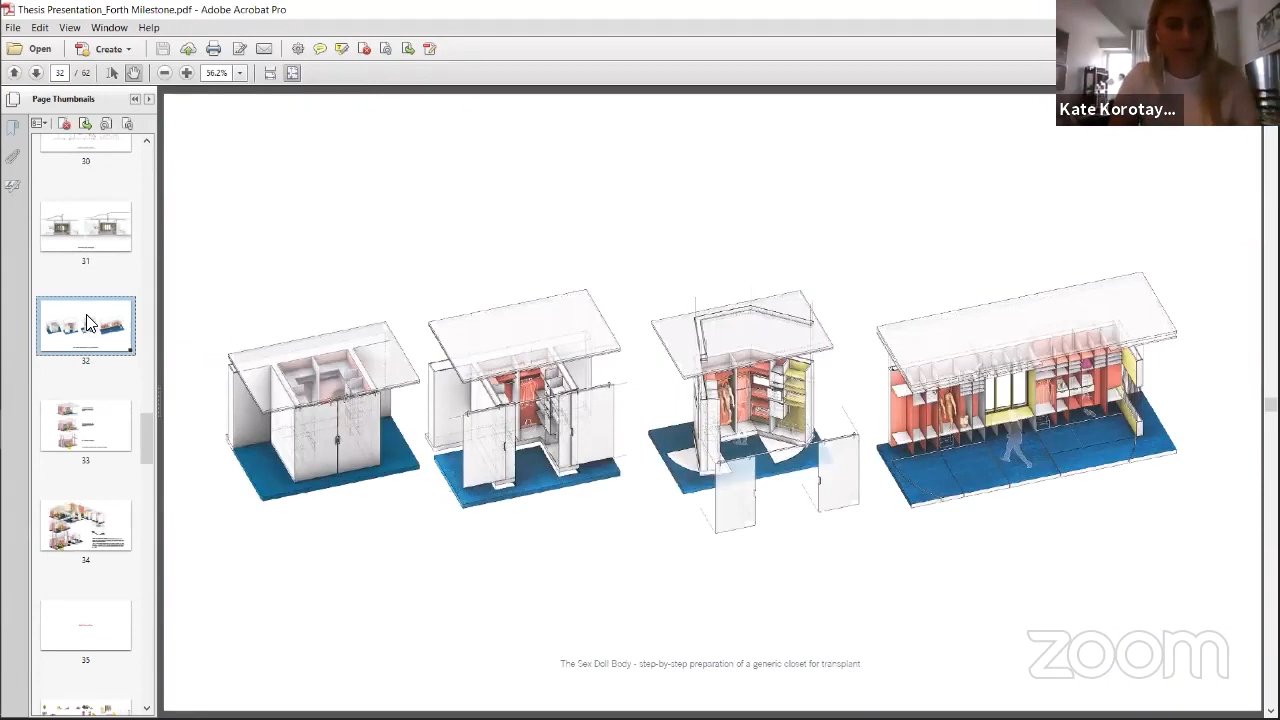 Thesis Presentation_Forth Milestone.pdf - Adobe Acrobat Pro
File Edit View Window Help
Open Create
32 / 62 56.2%
Page Thumbnails
30
31
32
33
34
35
Kate Korotay...
The Sex Doll Body - step-by-step preparation of a generic closet for transplant
zoom